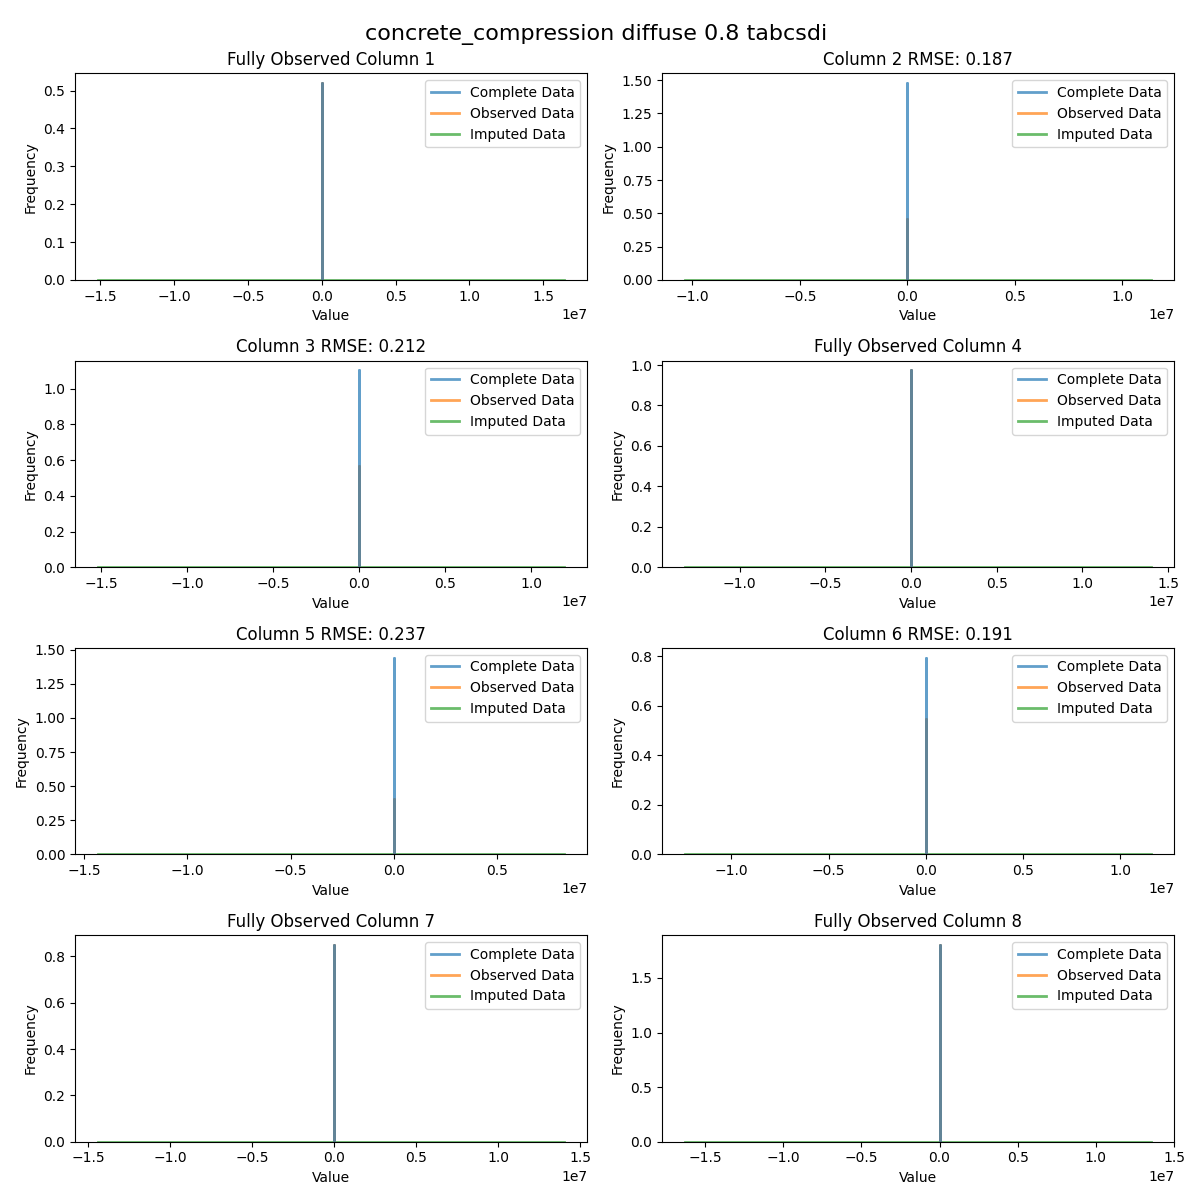 concrete_compression diffuse 0.8 tabcsdi
Fully Observed Column 1
Column 2 RMSE: 0.187
0.5
0.4
0.3
0.2
0.1
0.0
Frequency
Complete Data
Observed Data
Imputed Data
−1.5 −1.0 −0.5 0.0 0.5 1.0 1.5
Value
1e7
1.50
1.25
1.00
0.75
0.50
0.25
0.00
Frequency
Complete Data
Observed Data
Imputed Data
−1.0 −0.5 0.0 0.5 1.0
Value
1e7
Column 3 RMSE: 0.212
Fully Observed Column 4
1.0
0.8
0.6
0.4
0.2
0.0
Frequency
Complete Data
Observed Data
Imputed Data
−1.5 −1.0 −0.5 0.0 0.5 1.0
Value
1e7
1.0
0.8
0.6
0.4
0.2
0.0
Frequency
Complete Data
Observed Data
Imputed Data
−1.0 −0.5 0.0 0.5 1.0 1.5
Value
1e7
Column 5 RMSE: 0.237
Column 6 RMSE: 0.191
1.50
1.25
1.00
0.75
0.50
0.25
0.00
Frequency
Complete Data
Observed Data
Imputed Data
−1.5 −1.0 −0.5 0.0 0.5
Value
1e7
0.8
0.6
0.4
0.2
0.0
Frequency
Complete Data
Observed Data
Imputed Data
−1.0 −0.5 0.0 0.5 1.0
Value
1e7
Fully Observed Column 7
Fully Observed Column 8
0.8
0.6
0.4
0.2
0.0
Frequency
Complete Data
Observed Data
Imputed Data
−1.5 −1.0 −0.5 0.0 0.5 1.0 1.5
Value
1e7
1.5
1.0
0.5
0.0
Frequency
Complete Data
Observed Data
Imputed Data
−1.5 −1.0 −0.5 0.0 0.5 1.0 1.5
Value
1e7